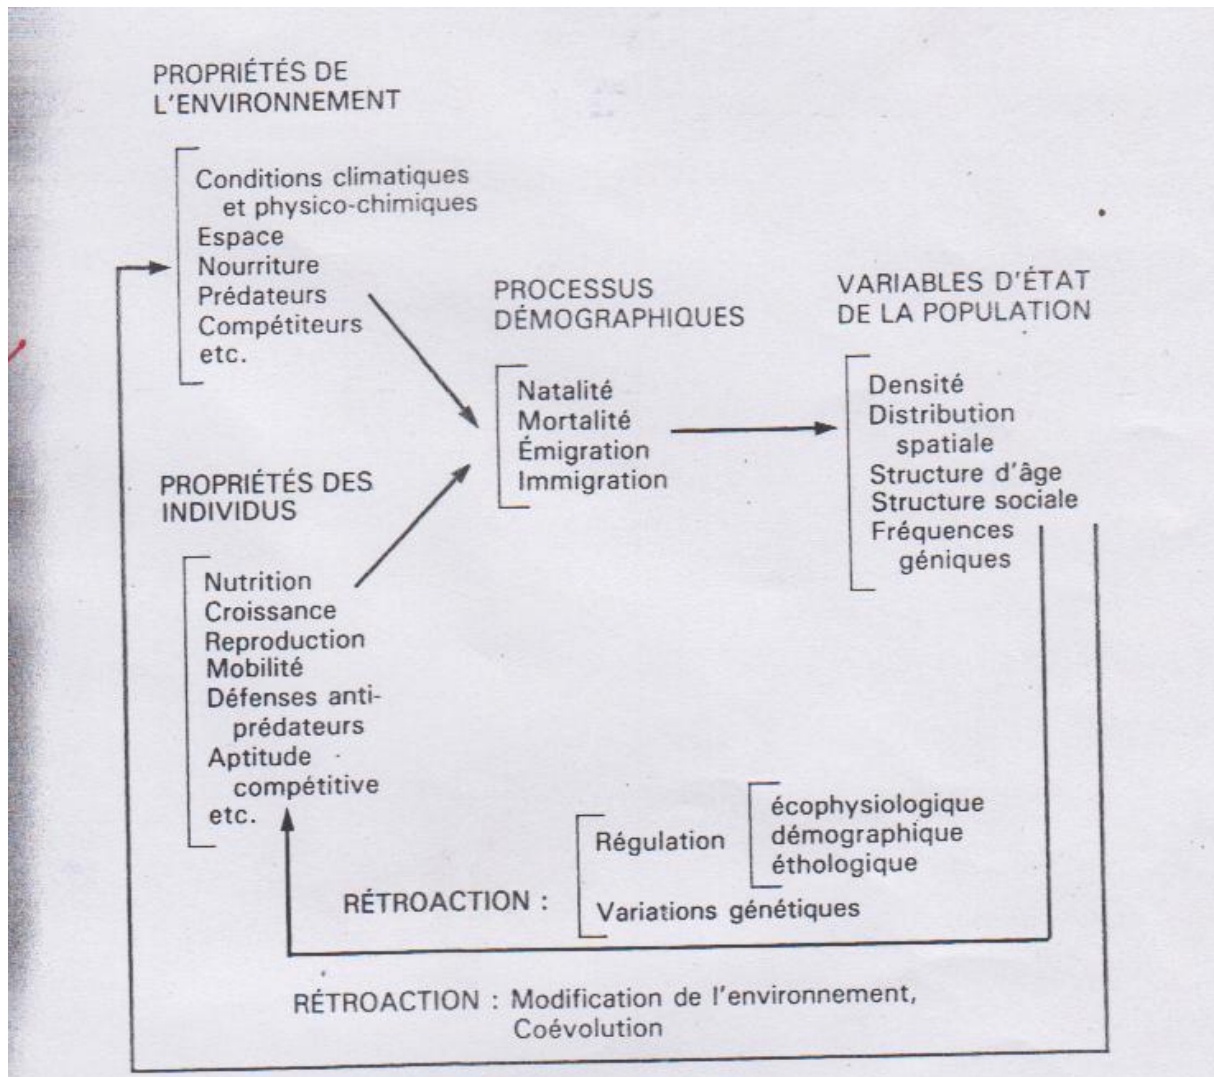 PROPRIÉTÉS DE
L'ENVIRONNEMENT
Conditions climatiques
et physico-chimiques
Espace
Nourriture
Prédateurs
Compétiteurs
etc.
PROCESSUS
DÉMOGRAPHIQUES
Natalité
Mortalité
Émigration
Immigration
VARIABLES D'ÉTAT
DE LA POPULATION
Densité
Distribution
spatiale
Structure d'âge
Structure sociale
Fréquences
géniques
PROPRIÉTÉS DES
INDIVIDUS
Nutrition
Croissance
Reproduction
Mobilité
Défenses anti-
prédateurs
Aptitude
compétitive
etc.
RÉTROACTION :
Régulation
écophysiologique
démographique
éthologique
Variations génétiques
RÉTROACTION : Modification de l'environnement,
Coévolution